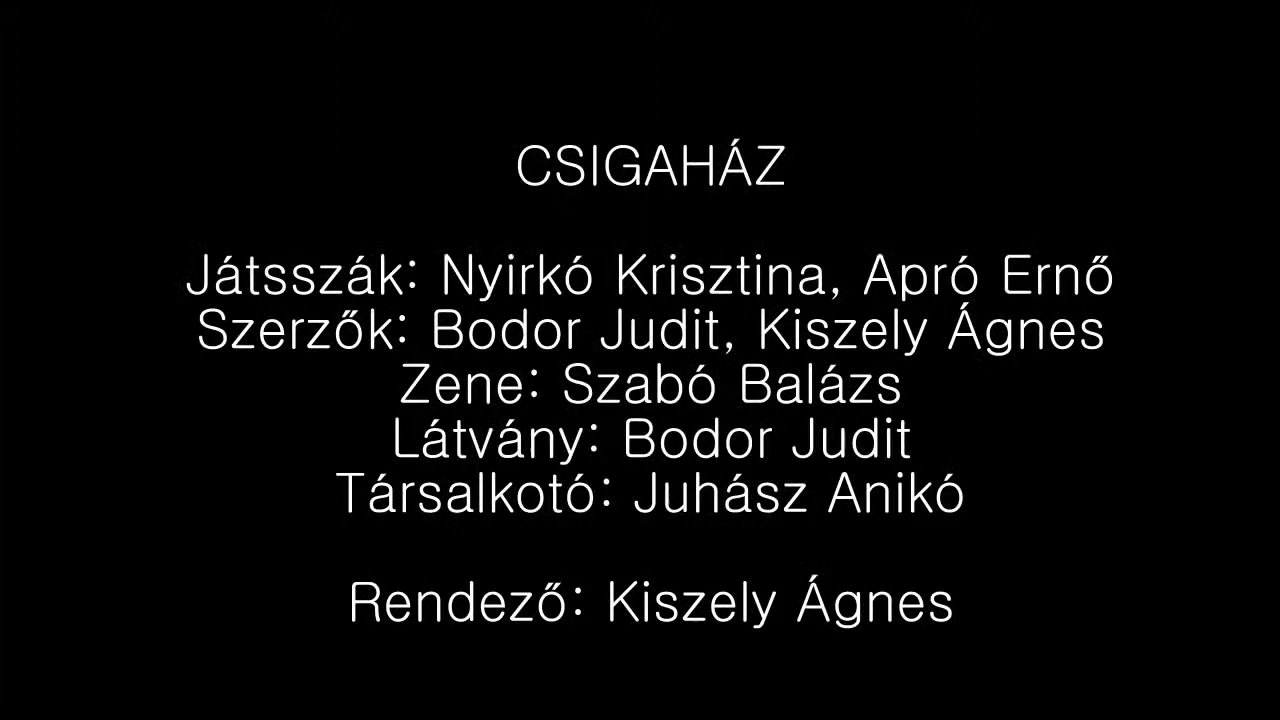 CSIGAHÁZ
Játsszák: Nyirkó Krisztina, Apró Ernő
Szerzők: Bodor Judit, Kiszely Ágnes
Zene: Szabó Balázs
Látvány: Bodor Judit
Társalkotó: Juhász Anikó
Rendező: Kiszely Ágnes